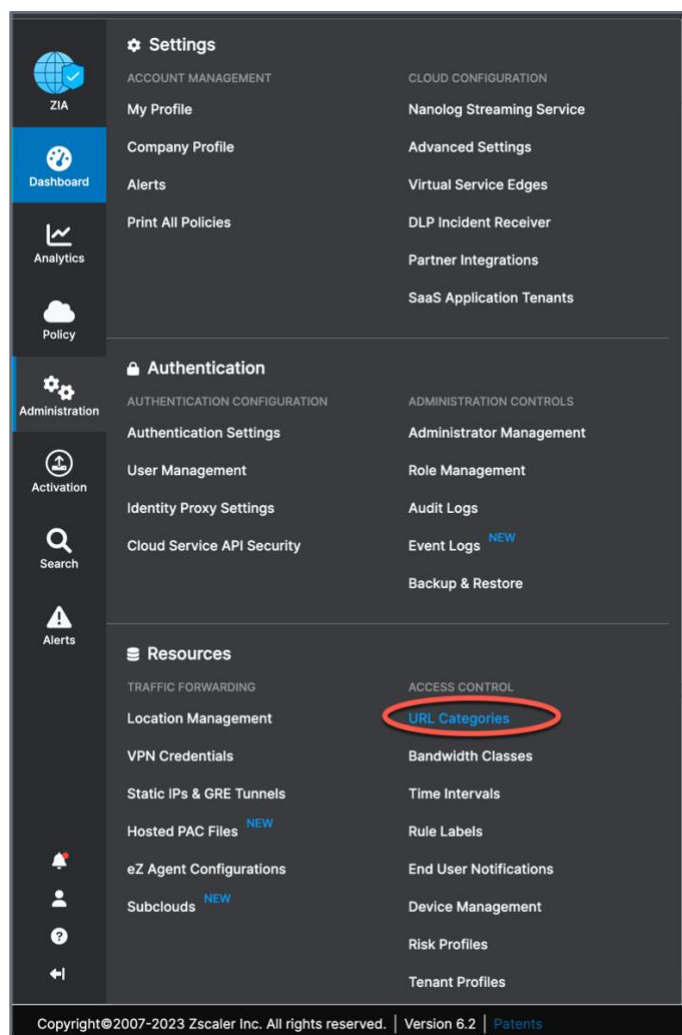 ZIA
Dashboard
Analytics
Policy
Administration
Activation
Search
Alerts
Settings
ACCOUNT MANAGEMENT
My Profile
Company Profile
Alerts
Print All Policies
CLOUD CONFIGURATION
Nanolog Streaming Service
Advanced Settings
Virtual Service Edges
DLP Incident Receiver
Partner Integrations
SaaS Application Tenants
Authentication
AUTHENTICATION CONFIGURATION
Authentication Settings
User Management
Identity Proxy Settings
Cloud Service API Security
ADMINISTRATION CONTROLS
Administrator Management
Role Management
Audit Logs
Event Logs NEW
Backup & Restore
Resources
TRAFFIC FORWARDING
Location Management
VPN Credentials
Static IPs & GRE Tunnels
Hosted PAC Files NEW
eZ Agent Configurations
Subclouds NEW
ACCESS CONTROL
URL Categories
Bandwidth Classes
Time Intervals
Rule Labels
End User Notifications
Device Management
Risk Profiles
Tenant Profiles
Copyright©2007-2023 Zscaler Inc. All rights reserved. | Version 6.2 | Patents